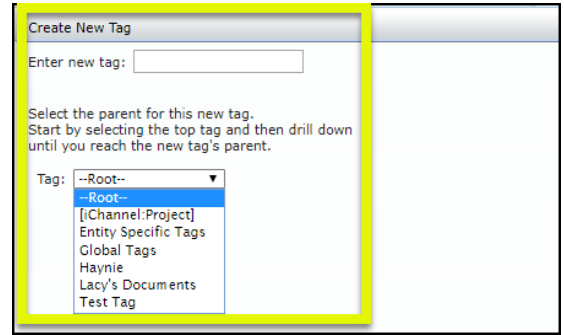 Create New Tag
Enter new tag:
Select the parent for this new tag.
Start by selecting the top tag and then drill down
until you reach the new tag's parent.
Tag: --Root--
--Root--
[iChannel:Project]
Entity Specific Tags
Global Tags
Haynie
Lacy's Documents
Test Tag